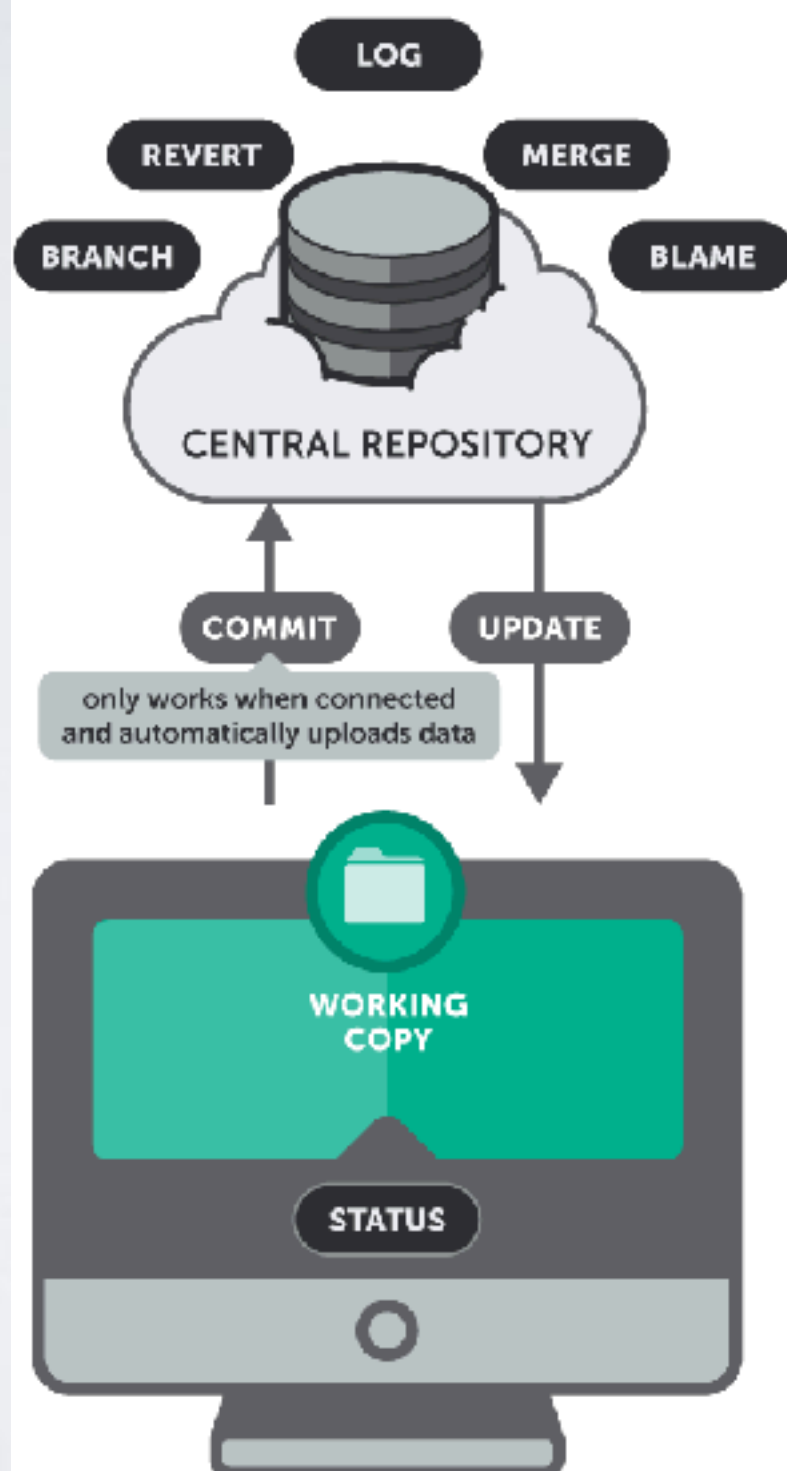 LOG
REVERT
MERGE
BRANCH
BLAME
CENTRAL REPOSITORY
COMMIT
UPDATE
only works when connected
and automatically uploads data
WORKING
COPY
STATUS